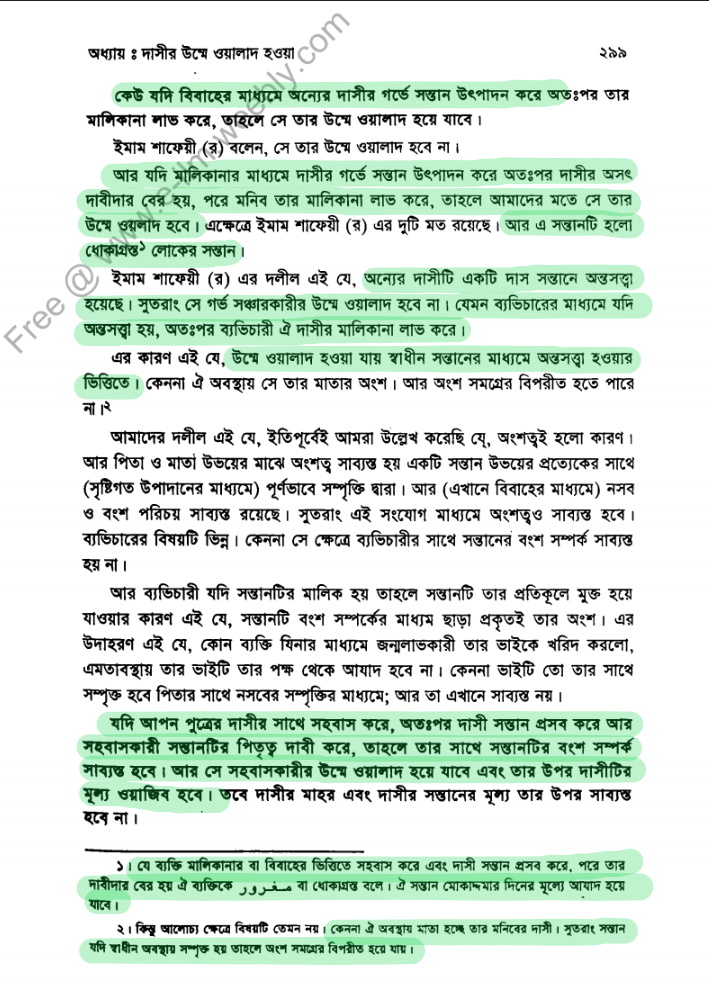 অধ্যায় ঃ দাসীর উম্মে ওয়ালাদ হওয়া ২৯৯
কেউ যদি বিবাহের মাধ্যমে অন্যের দাসীর গর্ভে সন্তান উৎপাদন করে অতঃপর তার
মালিকানা লাভ করে, তাহলে সে তার উম্মে ওয়ালাদ হয়ে যাবে।
ইমাম শাফেয়ী (র) বলেন, সে তার উম্মে ওয়ালাদ হবে না।
আর যদি মালিকানার মাধ্যমে দাসীর গর্ভে সন্তান উৎপাদন করে অতঃপর দাসীর অসৎ
দাবীদার বের হয়, পরে মনিব তার মালিকানা লাভ করে, তাহলে আমাদের মতে সে তার
উম্মে ওয়ালাদ হবে। এক্ষেত্রে ইমাম শাফেয়ী (র) এর দুটি মত রয়েছে। আর এ সন্তানটি হলো
ধোকাগ্রস্ত১ লোকের সন্তান।
ইমাম শাফেয়ী (র) এর দলীল এই যে, অন্যের দাসীটি একটি দাস সন্তানে অন্তসত্ত্বা
হয়েছে। সুতরাং সে গর্ভ সঞ্চারকারীর উম্মে ওয়ালাদ হবে না। যেমন ব্যভিচারের মাধ্যমে যদি
অন্তসত্ত্বা হয়, অতঃপর ব্যভিচারী ঐ দাসীর মালিকানা লাভ করে।
এর কারণ এই যে, উম্মে ওয়ালাদ হওয়া যায় স্বাধীন সন্তানের মাধ্যমে অন্তসত্ত্বা হওয়ার
ভিত্তিতে। কেননা ঐ অবস্থায় সে তার মাতার অংশ। আর অংশ সমগ্রের বিপরীত হতে পারে
না।২
আমাদের দলীল এই যে, ইতিপূর্বেই আমরা উল্লেখ করেছি যে, অংশত্বই হলো কারণ।
আর পিতা ও মাতা উভয়ের মাঝে অংশত্ব সাব্যস্ত হয় একটি সন্তান উভয়ের প্রত্যেকের সাথে
(সৃষ্টিগত উপাদানের মাধ্যমে) পূর্ণভাবে সম্পৃক্তি দ্বারা। আর (এখানে বিবাহের মাধ্যমে) নসব
ও বংশ পরিচয় সাব্যস্ত রয়েছে। সুতরাং এই সংযোগ মাধ্যমে অংশত্বও সাব্যস্ত হবে।
ব্যভিচারের বিষয়টি ভিন্ন। কেননা সে ক্ষেত্রে ব্যভিচারীর সাথে সন্তানের বংশ সম্পর্ক সাব্যস্ত
হয় না।
আর ব্যভিচারী যদি সন্তানটির মালিক হয় তাহলে সন্তানটি তার প্রতিকূলে মুক্ত হয়ে
যাওয়ার কারণ এই যে, সন্তানটি বংশ সম্পর্কের মাধ্যম ছাড়া প্রকৃতই তার অংশ। এর
উদাহরণ এই যে, কোন ব্যক্তি যিনার মাধ্যমে জন্মলাভকারী তার ভাইকে খরিদ করলো,
এমতাবস্থায় তার ভাইটি তার পক্ষ থেকে আযাদ হবে না। কেননা ভাইটি তো তার সাথে
সম্পৃক্ত হবে পিতার সাথে নসবের সম্পৃক্তির মাধ্যমে; আর তা এখানে সাব্যস্ত নয়।
যদি আপন পুত্রের দাসীর সাথে সহবাস করে, অতঃপর দাসী সন্তান প্রসব করে আর
সহবাসকারী সন্তানটির পিতৃত্ব দাবী করে, তাহলে তার সাথে সন্তানটির বংশ সম্পর্ক
সাব্যস্ত হবে। আর সে সহবাসকারীর উম্মে ওয়ালাদ হয়ে যাবে এবং তার উপর দাসীটির
মূল্য ওয়াজিব হবে। তবে দাসীর মাহর এবং দাসীর সন্তানের মূল্য তার উপর সাব্যস্ত
হবে না।
১। যে ব্যক্তি মালিকানার বা বিবাহের ভিত্তিতে সহবাস করে এবং দাসী সন্তান প্রসব করে, পরে তার
দাবীদার বের হয় ঐ ব্যক্তিকে مغرور বা ধোকাগ্রস্ত বলে। ঐ সন্তান মোকাদ্দমার দিনের মূল্যে আযাদ হয়ে
যাবে।
২। কিন্তু আলোচ্য ক্ষেত্রে বিষয়টি তেমন নয়। কেননা ঐ অবস্থায় মাতা হচ্ছে তার মনিবের দাসী। সুতরাং সন্তান
যদি স্বাধীন অবস্থায় সম্পৃক্ত হয় তাহলে অংশ সমগ্রের বিপরীত হয়ে যায়।
Free @ www.e-ilm.weebly.com